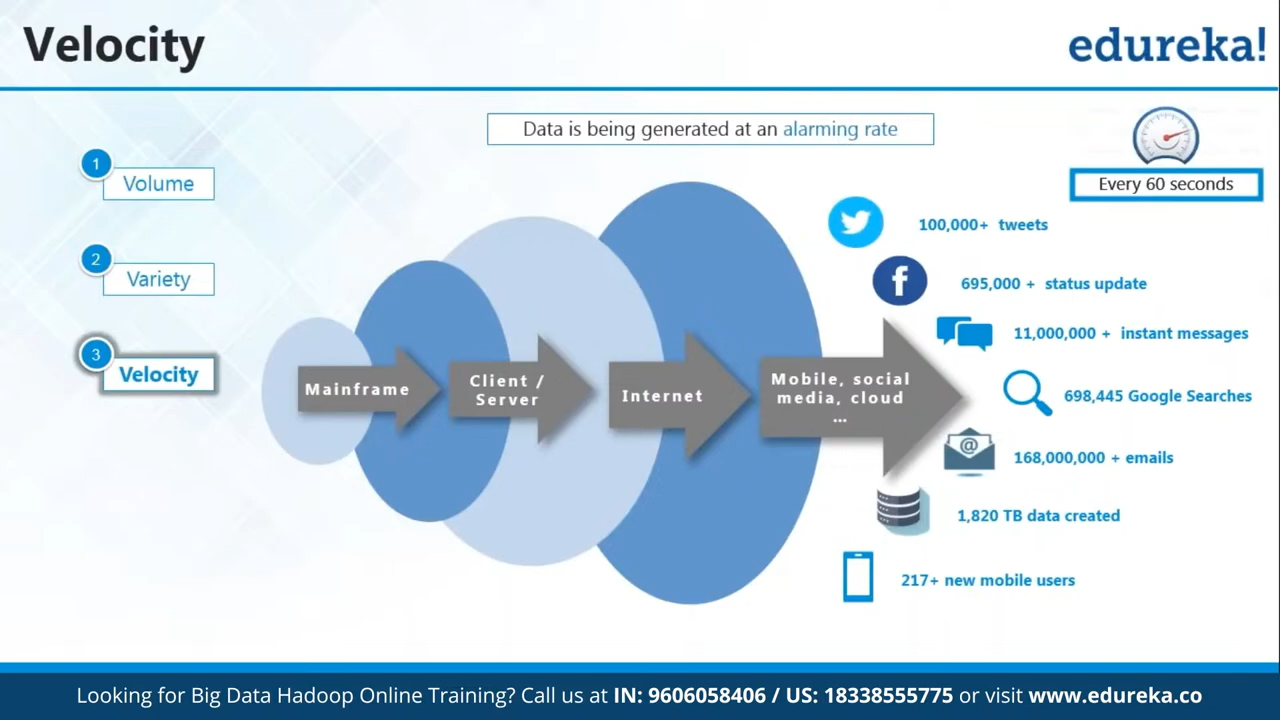 Velocity
edureka!
Data is being generated at an alarming rate
Every 60 seconds
1
Volume
2
Variety
3
Velocity
Mainframe
Client /
Server
Internet
Mobile, social
media, cloud
...
100,000+ tweets
695,000 + status update
11,000,000 + instant messages
698,445 Google Searches
@
168,000,000 + emails
1,820 TB data created
217+ new mobile users
Looking for Big Data Hadoop Online Training? Call us at IN: 9606058406 / US: 18338555775 or visit www.edureka.co